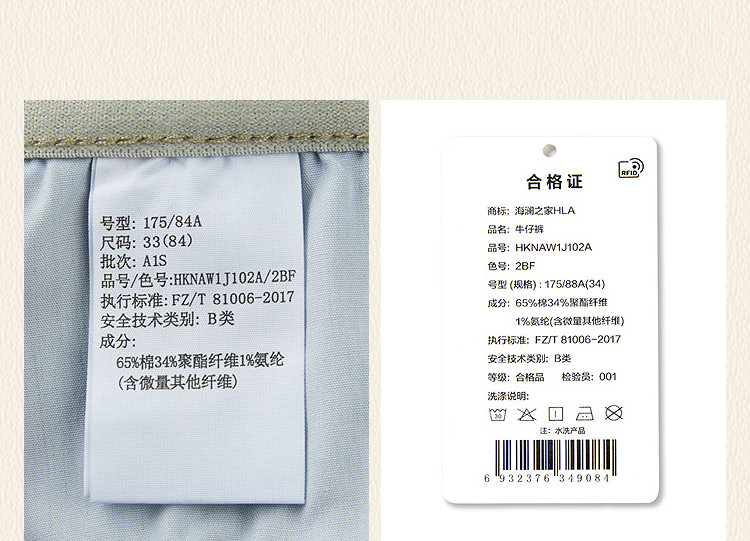 号型: 175/84A
尺码: 33(84)
批次: A1S
品号/色号:HKNAW1J102A/2BF
执行标准: FZ/T 81006-2017
安全技术类别: B类
成分:
65%棉34%聚酯纤维1%氨纶
(含微量其他纤维)
RFID
合格证
商标: 海澜之家HLA
品名: 牛仔裤
品号: HKNAW1J102A
色号: 2BF
号型 (规格) : 175/88A(34)
成分: 65%棉34%聚酯纤维
1%氨纶(含微量其他纤维)
执行标准: FZ/T 81006-2017
安全技术类别: B类
等级: 合格品 检验员: 001
洗涤说明:
30
1
注: 水洗产品
6 932376 349084